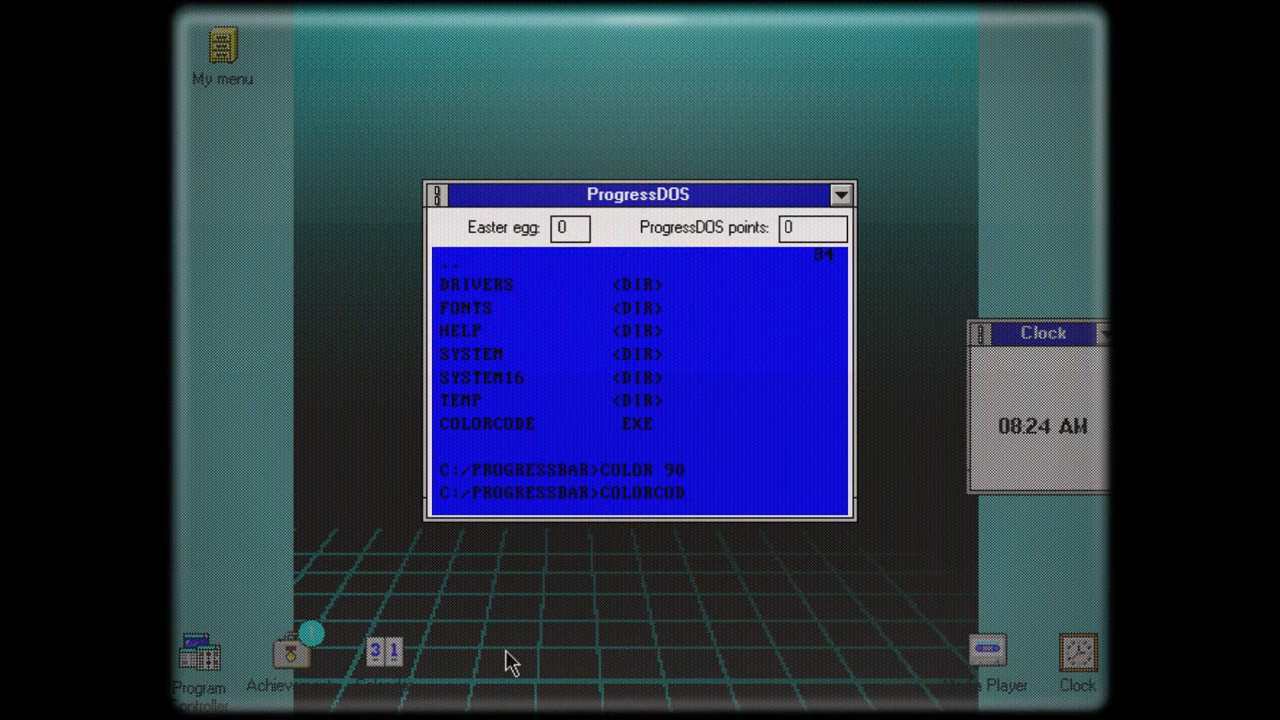 My menu
ProgressDOS
Easter egg: 0 ProgressDOS points: 0
.. 84
DRIVERS <DIR>
FONTS <DIR>
HELP <DIR>
SYSTEM <DIR>
SYSTEM16 <DIR>
TEMP <DIR>
COLORCODE EXE
C:/PROGRESSBAR>COLOR 90
C:/PROGRESSBAR>COLORCOD
Clock
08:24 AM
31
Program
Player
Clock